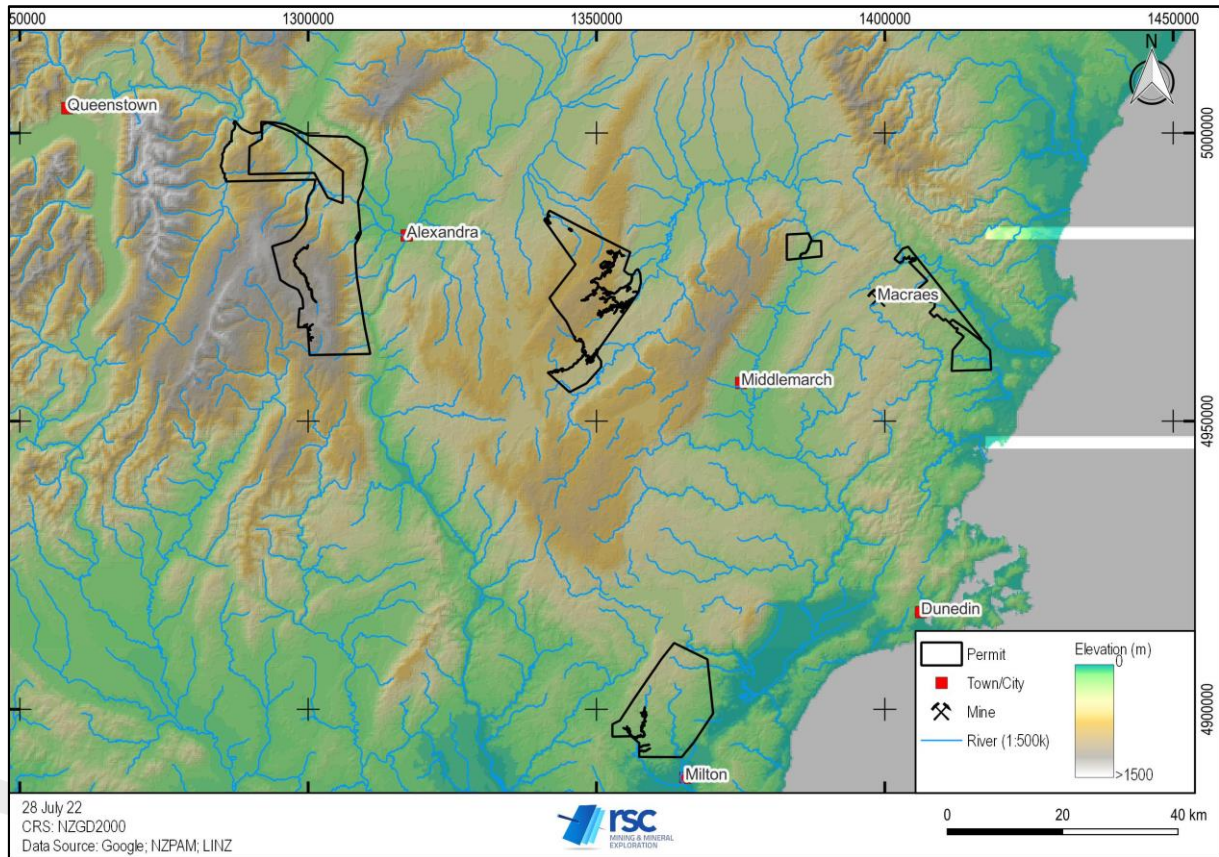 50000
1300000
1350000
1400000
1450000
N
Queenstown
5000000
Alexandra
Macraes
Middlemarch
4950000
Dunedin
Permit
Town/City
Mine
River (1:500k)
Elevation (m)
0
>1500
4900000
Milton
28 July 22
CRS: NZGD2000
Data Source: Google; NZPAM; LINZ
rsc
MINING & MINERAL
EXPLORATION
0 20 40 km